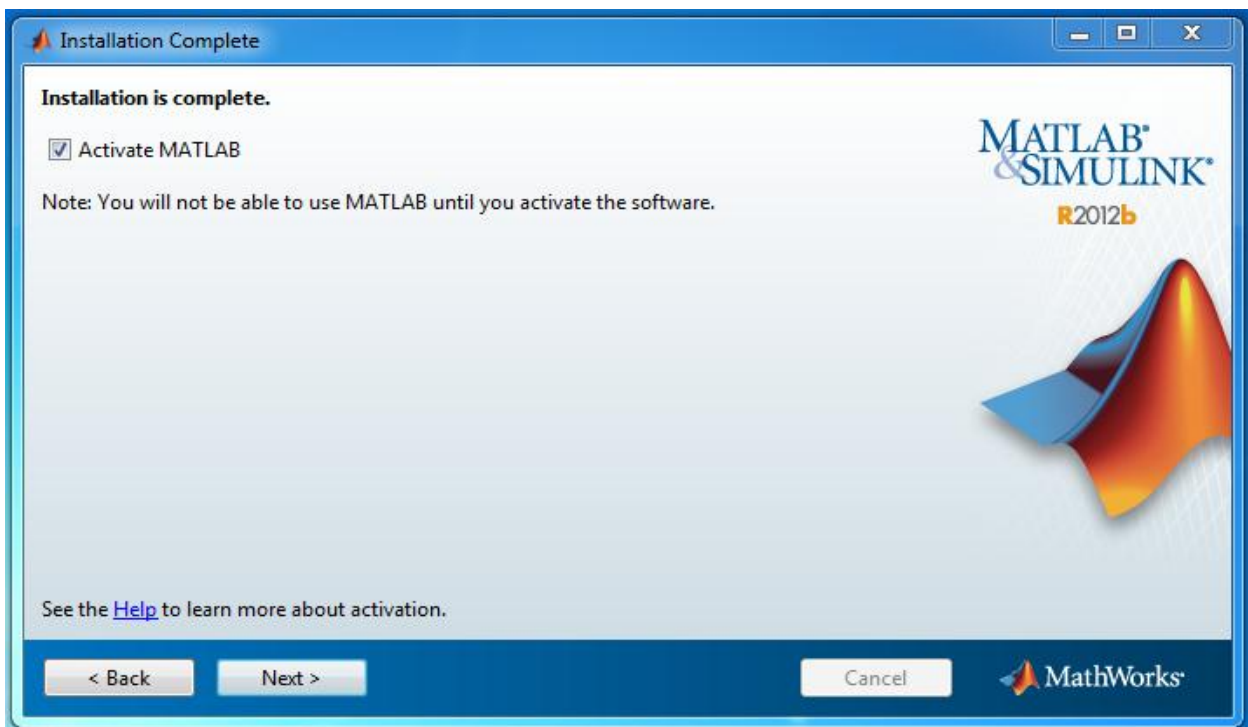 Installation Complete
Installation is complete.
Activate MATLAB
Note: You will not be able to use MATLAB until you activate the software.
MATLAB®
&SIMULINK®
R2012b
See the Help to learn more about activation.
< Back
Next >
Cancel
MathWorks®